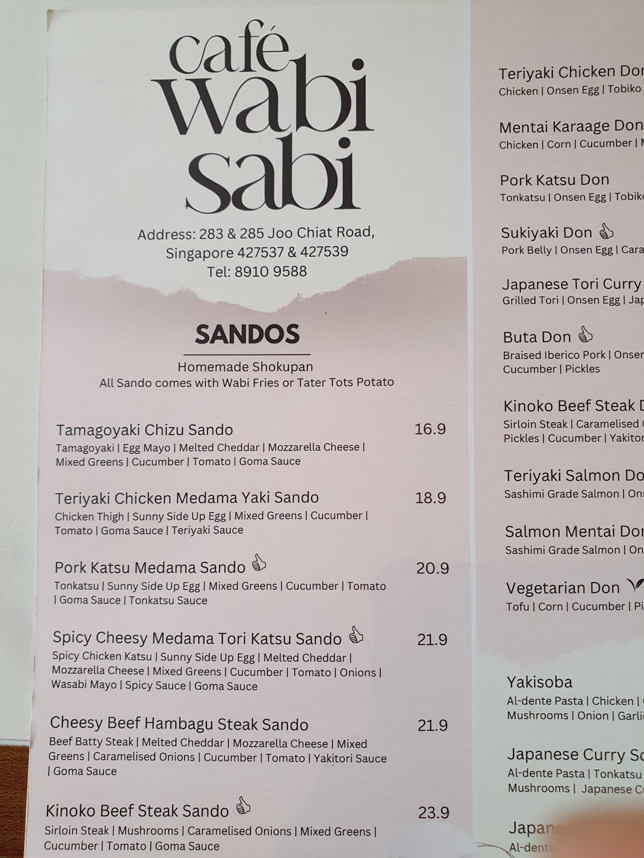 café
wabi
sabi
Address: 283 & 285 Joo Chiat Road,
Singapore 427537 & 427539
Tel: 8910 9588
SANDOS
Homemade Shokupan
All Sando comes with Wabi Fries or Tater Tots Potato
Tamagoyaki Chizu Sando 16.9
Tamagoyaki | Egg Mayo | Melted Cheddar | Mozzarella Cheese |
Mixed Greens | Cucumber | Tomato | Goma Sauce
Teriyaki Chicken Medama Yaki Sando 18.9
Chicken Thigh | Sunny Side Up Egg | Mixed Greens | Cucumber |
Tomato | Goma Sauce | Teriyaki Sauce
Pork Katsu Medama Sando 20.9
Tonkatsu | Sunny Side Up Egg | Mixed Greens | Cucumber | Tomato
| Goma Sauce | Tonkatsu Sauce
Spicy Cheesy Medama Tori Katsu Sando 21.9
Spicy Chicken Katsu | Sunny Side Up Egg | Melted Cheddar |
Mozzarella Cheese | Mixed Greens | Cucumber | Tomato | Onions |
Wasabi Mayo | Spicy Sauce | Goma Sauce
Cheesy Beef Hambagu Steak Sando 21.9
Beef Batty Steak | Melted Cheddar | Mozzarella Cheese | Mixed
Greens | Caramelised Onions | Cucumber | Tomato | Yakitori Sauce
| Goma Sauce
Kinoko Beef Steak Sando 23.9
Sirloin Steak | Mushrooms | Caramelised Onions | Mixed Greens |
Cucumber | Tomato | Goma Sauce
Teriyaki Chicken Don
Chicken | Onsen Egg | Tobiko
Mentai Karaage Don
Chicken | Corn | Cucumber |
Pork Katsu Don
Tonkatsu | Onsen Egg |
Sukiyaki Don
Pork Belly | Onsen Egg |
Japanese Tori Curry
Grilled Tori | Onsen Egg |
Buta Don
Braised Iberico Pork |
Cucumber | Pickles
Kinoko Beef Steak
Sirloin Steak | Caramelised
Pickles | Cucumber |
Teriyaki Salmon
Sashimi Grade Salmon |
Salmon Mentai
Sashimi Grade Salmon |
Vegetarian Don
Tofu | Corn | Cucumber |
Yakisoba
Al-dente Pasta | Chicken |
Mushrooms | Onion |
Japanese Curry
Al-dente Pasta | Tonkatsu
Mushrooms | Japanese